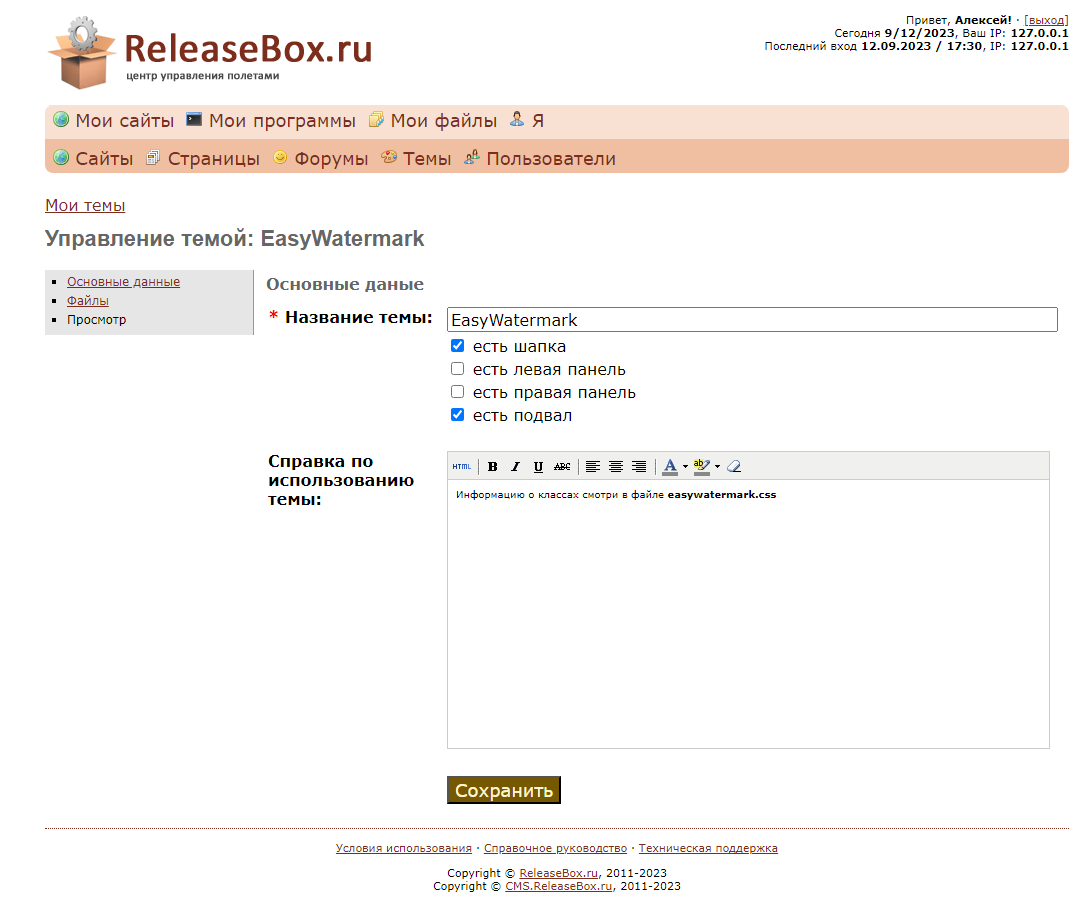 ReleaseBox.ru
центр управления полетами
Привет, Алексей! · [выход]
Сегодня 9/12/2023, Ваш IP: 127.0.0.1
Последний вход 12.09.2023 / 17:30, IP: 127.0.0.1
Мои сайты Мои программы Мои файлы Я
Сайты Страницы Форумы Темы Пользователи
Мои темы
Управление темой: EasyWatermark
Основные данные
Файлы
Просмотр
Основные даные
* Название темы: EasyWatermark
есть шапка
есть левая панель
есть правая панель
есть подвал
Справка по
использованию
темы:
HTML B I U ABC A ab
Информацию о классах смотри в файле easywatermark.css
Сохранить
Условия использования · Справочное руководство · Техническая поддержка
Copyright © ReleaseBox.ru, 2011-2023
Copyright © CMS.ReleaseBox.ru, 2011-2023